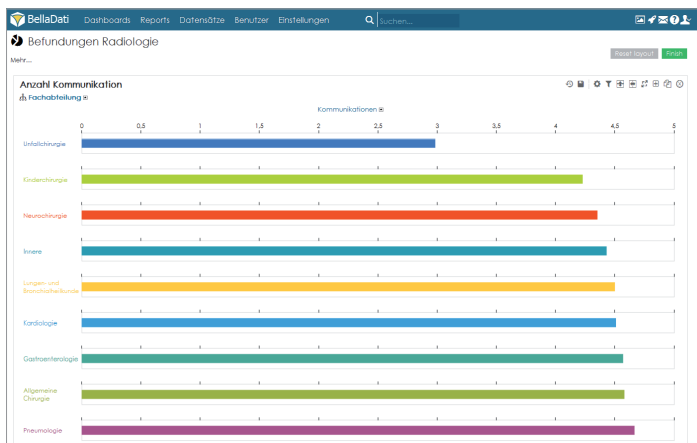 BellaDati Dashboards Reports Datensätze Benutzer Einstellungen Suchen...
Befundungen Radiologie
Reset layout Finish
Mehr...
Anzahl Kommunikation
Fachabteilung
Kommunikationen
0 0,5 1 1,5 2 2,5 3 3,5 4 4,5 5
Unfallchirurgie
Kinderchirurgie
Neurochirurgie
Innere
Lungen- und
Bronchialheilkunde
Kardiologie
Gastroenterologie
Allgemeine
Chirurgie
Pneumologie